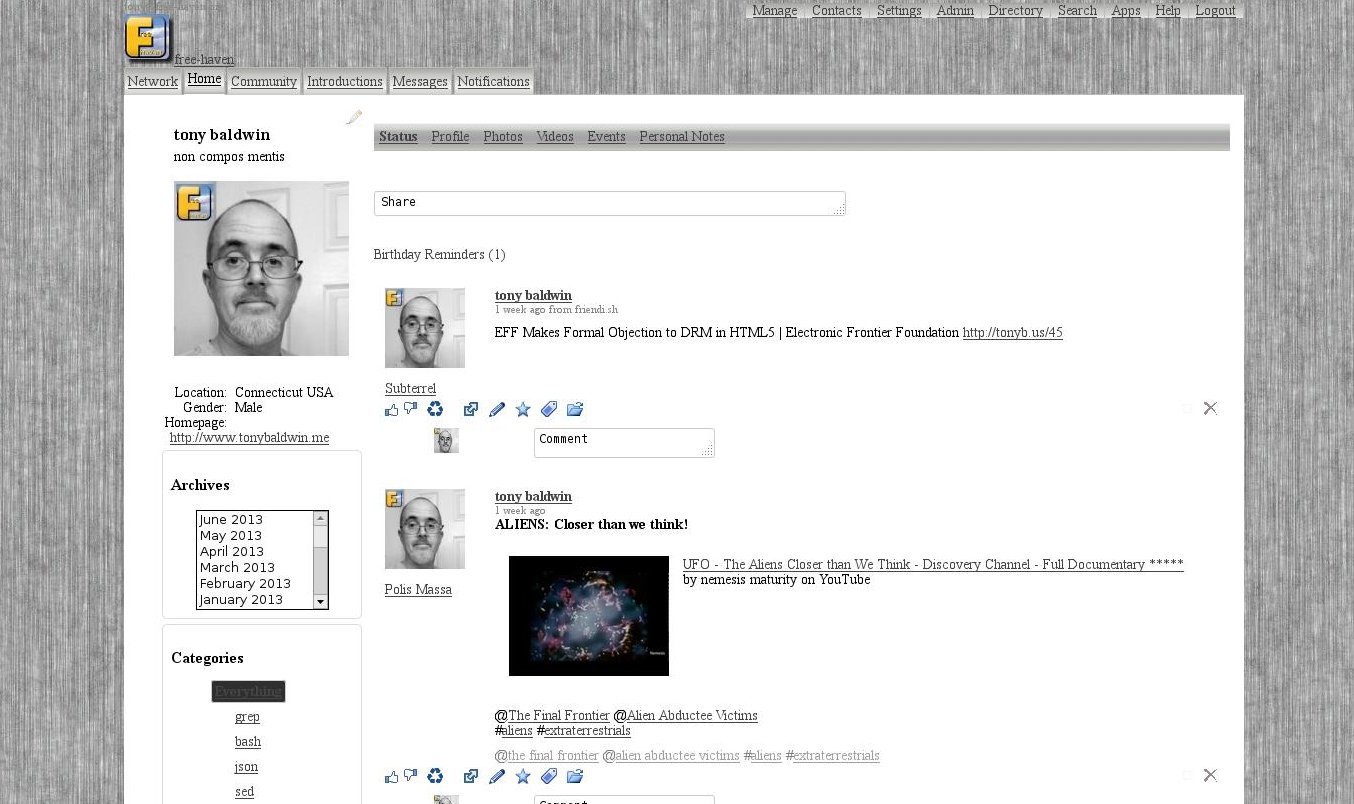 Manage Contacts Settings Admin Directory Search Apps Help Logout
free-haven
Network Home Community Introductions Messages Notifications
tony baldwin
non compos mentis
Location: Connecticut USA
Gender: Male
Homepage:
http://www.tonybaldwin.me
Archives
June 2013
May 2013
April 2013
March 2013
February 2013
January 2013
Categories
Everything
grep
bash
json
sed
Status Profile Photos Videos Events Personal Notes
Share
Birthday Reminders (1)
tony baldwin
1 week ago from friendi.sh
EFF Makes Formal Objection to DRM in HTML5 | Electronic Frontier Foundation http://tonyb.us/45
Subterrel
Comment
tony baldwin
1 week ago
ALIENS: Closer than we think!
UFO - The Aliens Closer than We Think - Discovery Channel - Full Documentary *****
by nemesis maturity on YouTube
Polis Massa
@The Final Frontier @Alien Abductee Victims
#aliens #extraterrestrials
@the final frontier @alien abductee victims #aliens #extraterrestrials
Comment